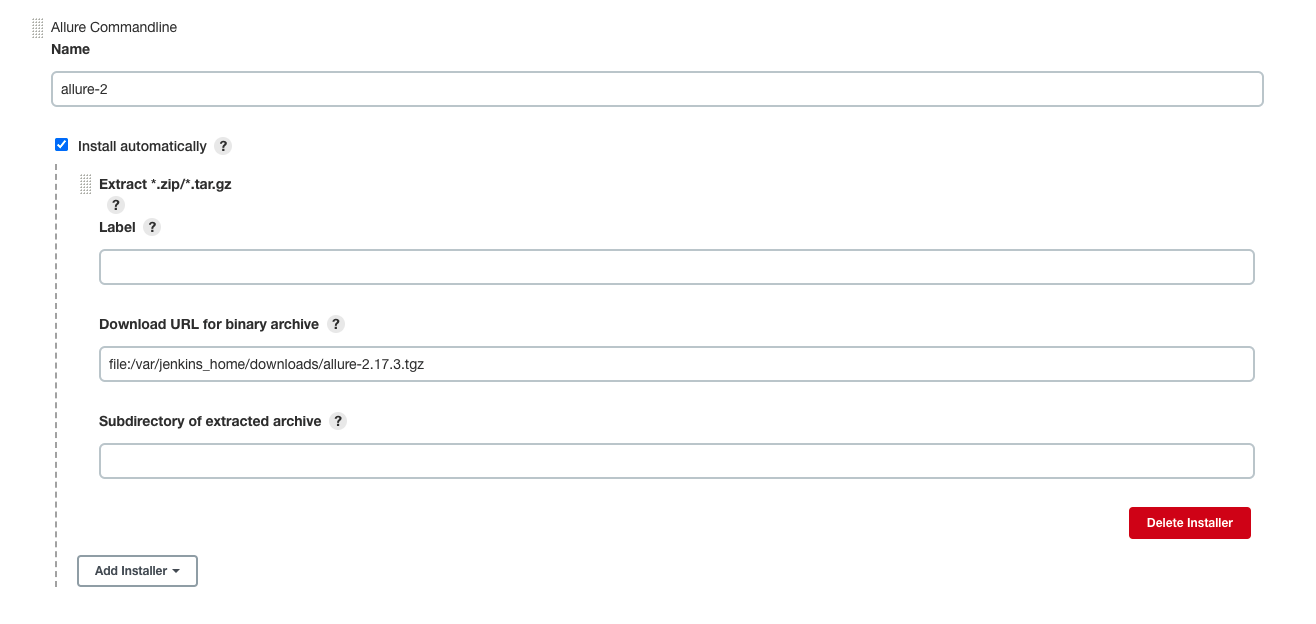 Allure Commandline
Name
allure-2
Install automatically ?
Extract *.zip/*.tar.gz
?
Label ?
Download URL for binary archive ?
file:/var/jenkins_home/downloads/allure-2.17.3.tgz
Subdirectory of extracted archive ?
Delete Installer
Add Installer